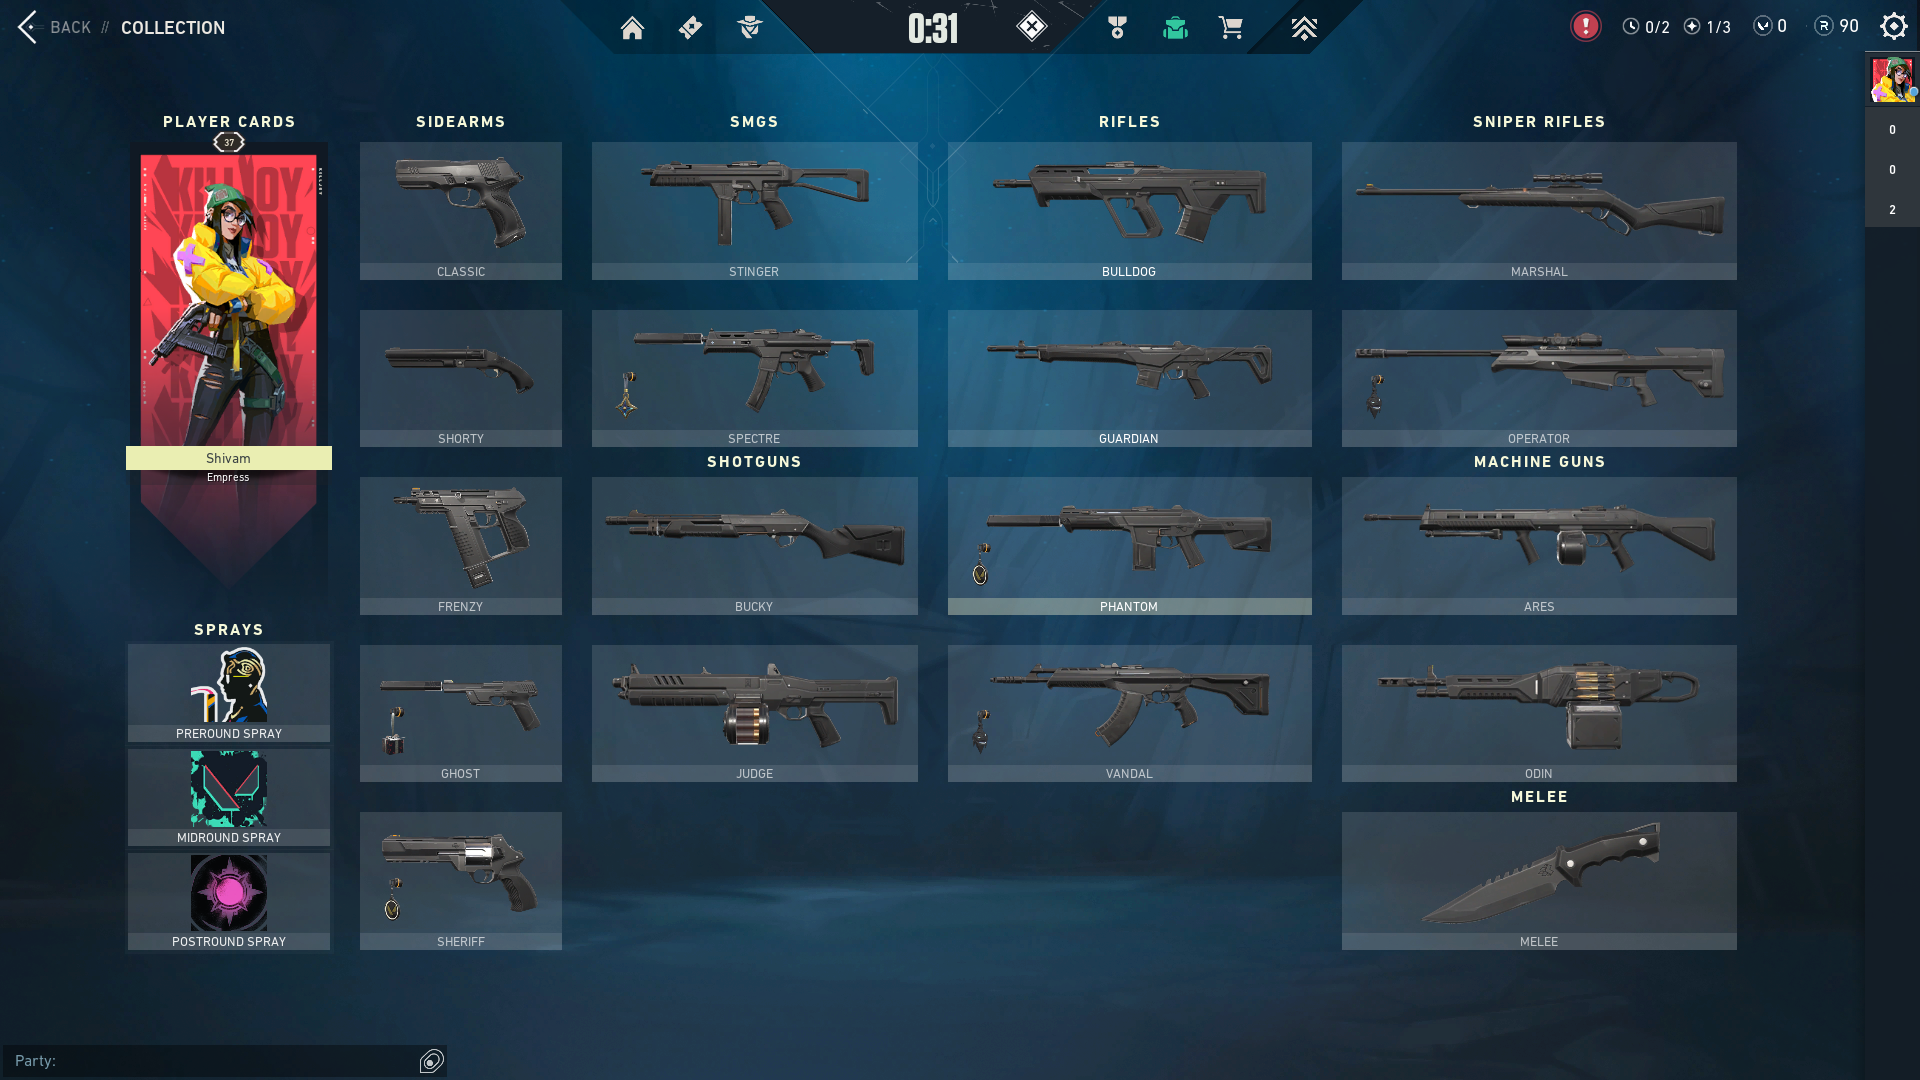 BACK // COLLECTION
0:31
0/2
1/3
0
90
PLAYER CARDS
37
KILLJOY
Shivam
Empress
SPRAYS
PREROUND SPRAY
MIDROUND SPRAY
POSTROUND SPRAY
SIDEARMS
CLASSIC
SHORTY
FRENZY
GHOST
SHERIFF
SMGS
STINGER
SPECTRE
SHOTGUNS
BUCKY
JUDGE
RIFLES
BULLDOG
GUARDIAN
PHANTOM
VANDAL
SNIPER RIFLES
MARSHAL
OPERATOR
MACHINE GUNS
ARES
ODIN
MELEE
MELEE
0
0
2
Party: